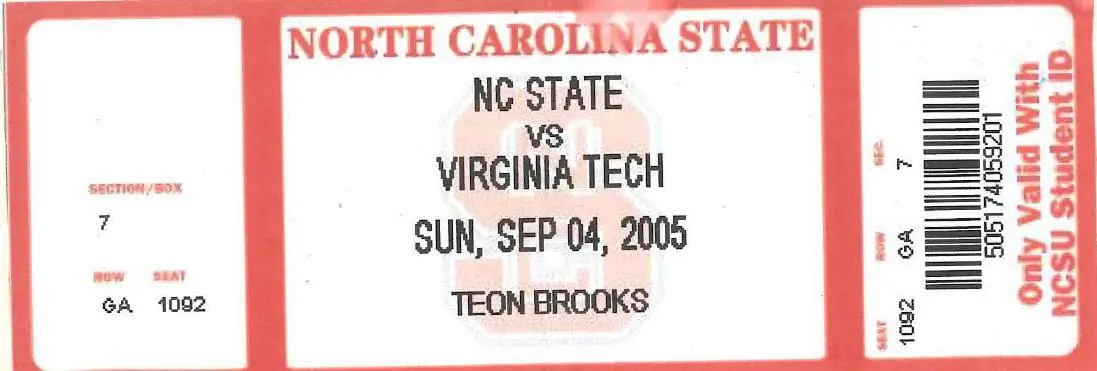 NORTH CAROLINA STATE
NC STATE
VS
VIRGINIA TECH
SUN, SEP 04, 2005
TEON BROOKS
SECTION/BOX
7
ROW SEAT
GA 1092
SEC. 7
ROW GA
SEAT 1092
505174059201
Only Valid With
NCSU Student ID